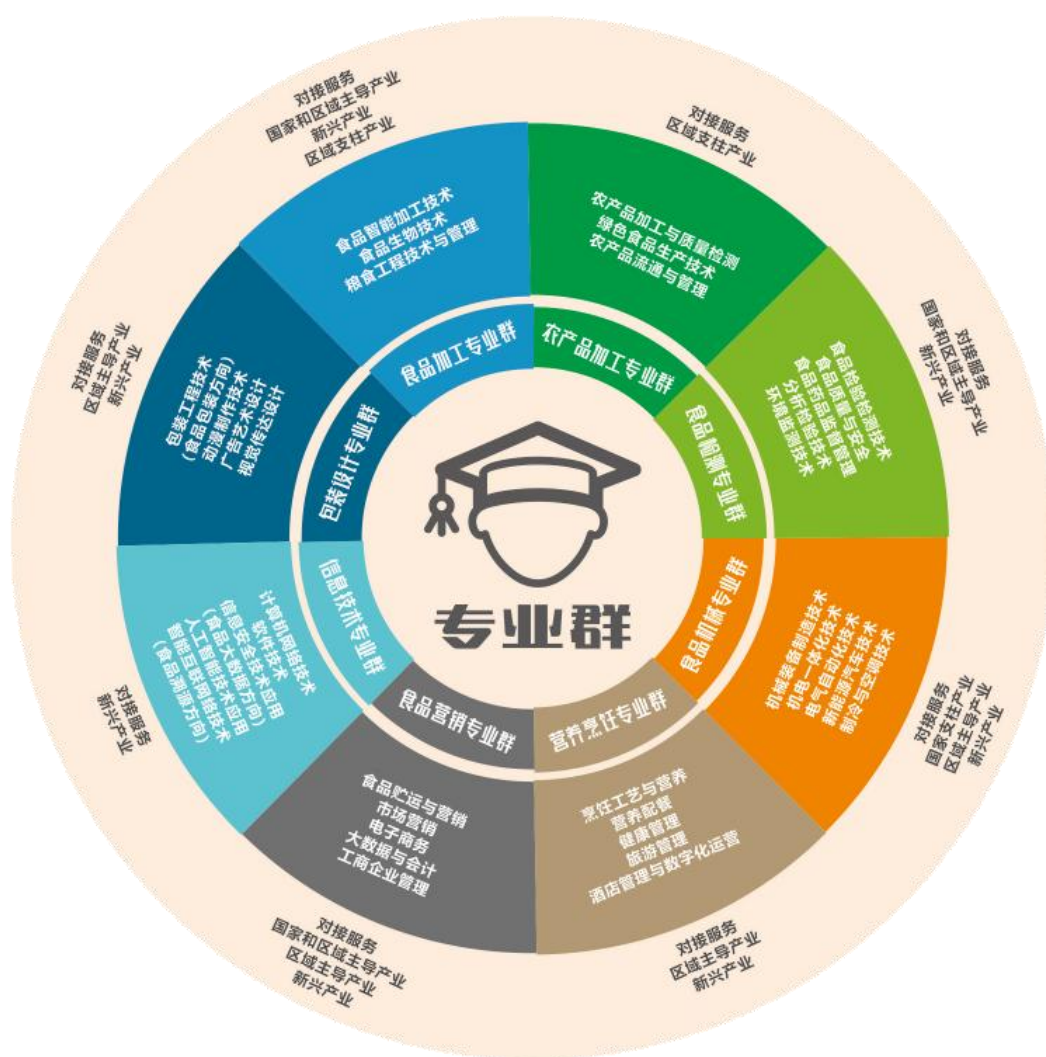 专业群
食品加工专业群
食品智能加工技术
食品生物技术
粮食工程技术与管理
对接服务
国家和区域主导产业
新兴产业
区域支柱产业
农产品加工专业群
农产品加工与质量检测
绿色食品生产技术
农产品流通与管理
对接服务
区域支柱产业
食品检测专业群
食品检验检测技术
食品质量与安全
食品药品监督管理
分析检验技术
环境监测技术
对接服务
国家和区域主导产业
新兴产业
食品机械专业群
机械装备制造技术
机电一体化技术
电气自动化技术
新能源汽车技术
制冷与空调技术
对接服务
国家支柱产业
区域主导产业
新兴产业
营养烹饪专业群
烹饪工艺与营养
营养配餐
健康管理
旅游管理
酒店管理与数字化运营
对接服务
区域主导产业
新兴产业
食品营销专业群
食品贮运与营销
市场营销
电子商务
大数据与会计
工商企业管理
对接服务
国家和区域主导产业
区域主导产业
新兴产业
信息技术专业群
计算机网络技术
软件技术
信息安全技术应用
(食品大数据方向)
人工智能技术应用
智能互联网络技术
(食品溯源方向)
对接服务
新兴产业
包装设计专业群
包装工程技术
(食品包装方向)
动漫制作技术
广告艺术设计
视觉传达设计
对接服务
区域主导产业
新兴产业